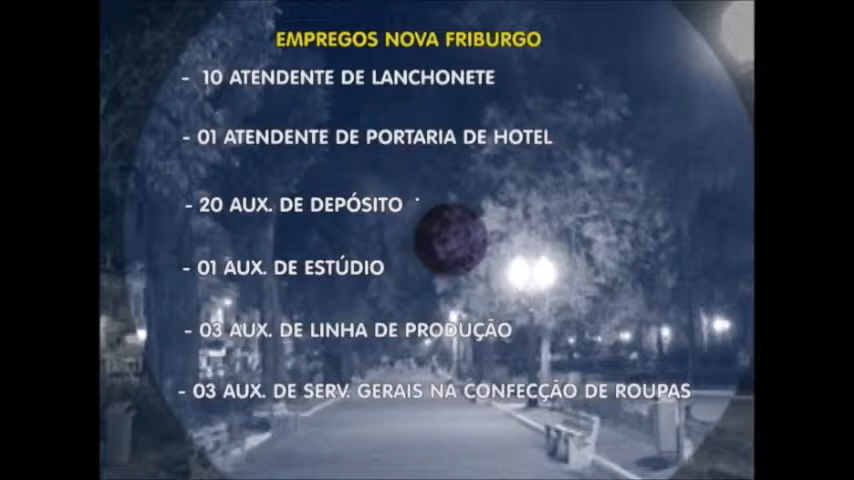 EMPREGOS NOVA FRIBURGO
- 10 ATENDENTE DE LANCHONETE
- 01 ATENDENTE DE PORTARIA DE HOTEL
- 20 AUX. DE DEPÓSITO
- 01 AUX. DE ESTÚDIO
- 03 AUX. DE LINHA DE PRODUÇÃO
- 03 AUX. DE SERV. GERAIS NA CONFECÇÃO DE ROUPAS